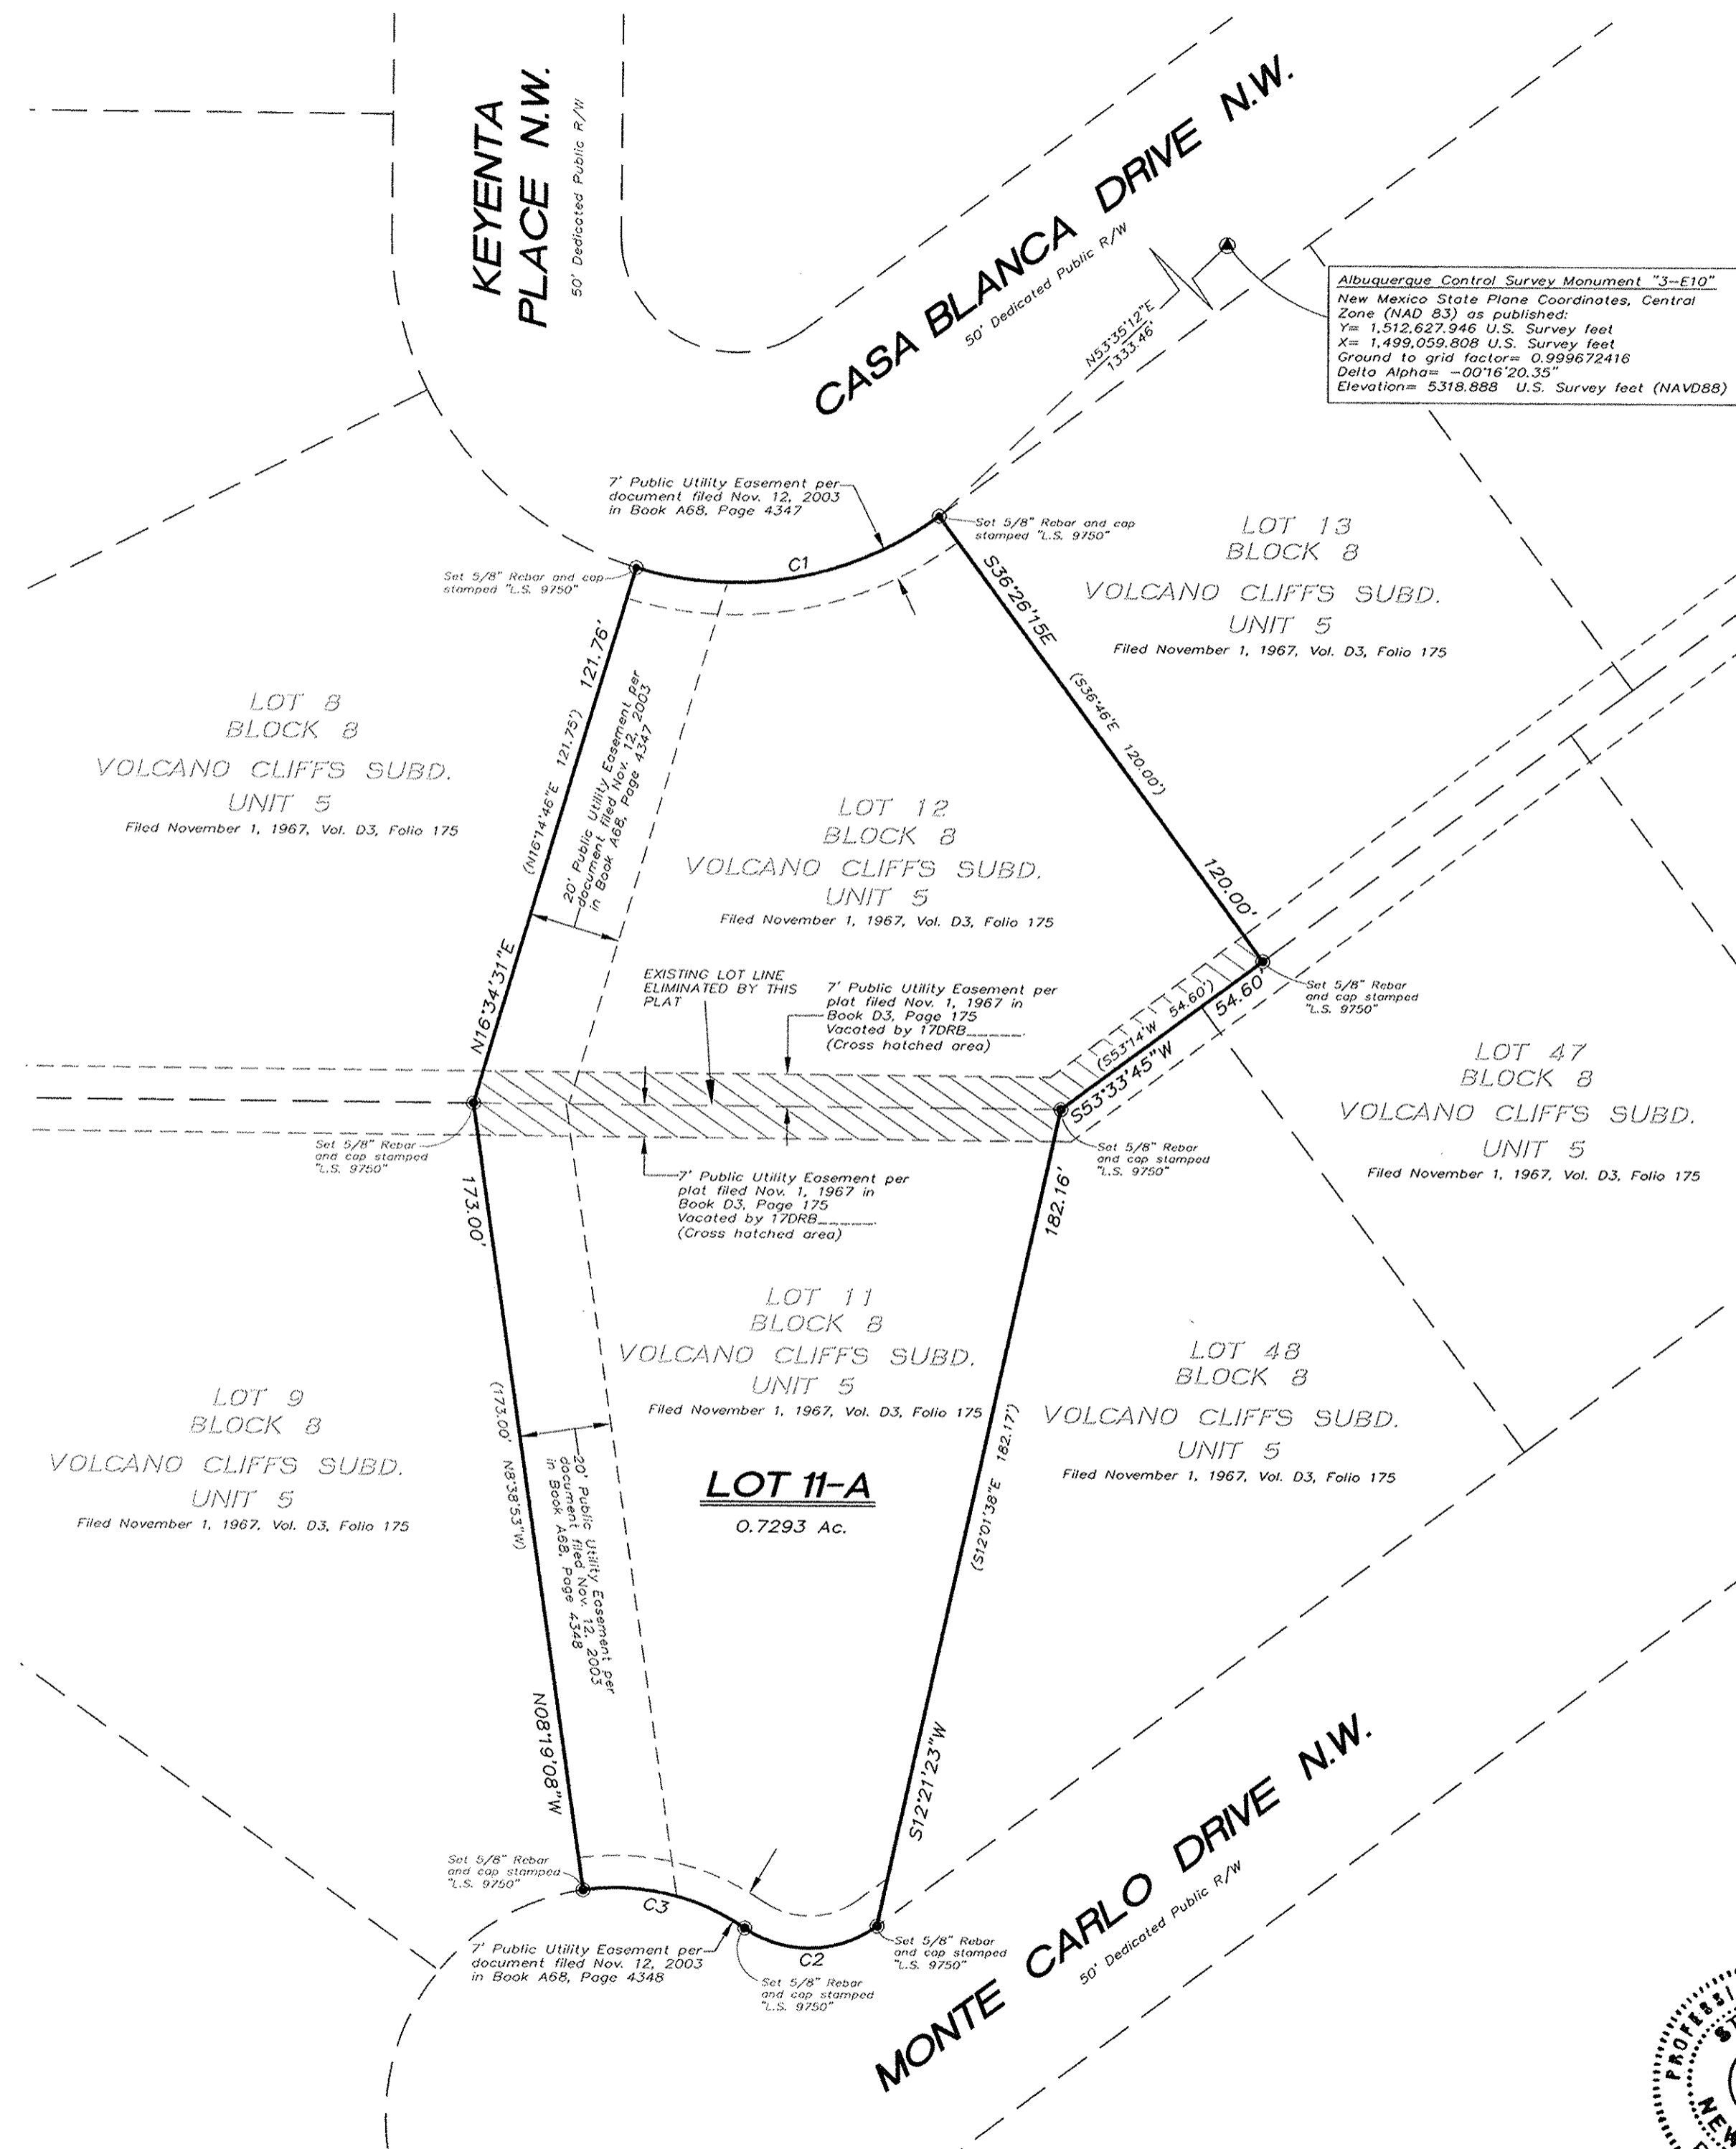 KEYENTA
PLACE N.W.
50' Dedicated Public R/W
CASA BLANCA DRIVE N.W.
50' Dedicated Public R/W
N53°35'12"E
1333.46'
Albuquerque Control Survey Monument "3-E10"
New Mexico State Plane Coordinates, Central
Zone (NAD 83) as published:
Y= 1,512,627.946 U.S. Survey feet
X= 1,499,059.808 U.S. Survey feet
Ground to grid factor= 0.999672416
Delta Alpha= -00°16'20.35"
Elevation= 5318.888 U.S. Survey feet (NAVD88)
7' Public Utility Easement per
document filed Nov. 12, 2003
in Book A68, Page 4347
Set 5/8" Rebar and cap
stamped "L.S. 9750"
C1
Set 5/8" Rebar and cap
stamped "L.S. 9750"
LOT 13
BLOCK 8
VOLCANO CLIFFS SUBD.
UNIT 5
Filed November 1, 1967, Vol. D3, Folio 175
S36°26'15E
(S36°46'E 120.00')
120.00'
N16°34'31"E
121.76'
(N16°14'46"E 121.75')
20' Public Utility Easement per
document filed Nov. 12, 2003
in Book A68, Page 4347
LOT 8
BLOCK 8
VOLCANO CLIFFS SUBD.
UNIT 5
Filed November 1, 1967, Vol. D3, Folio 175
LOT 12
BLOCK 8
VOLCANO CLIFFS SUBD.
UNIT 5
Filed November 1, 1967, Vol. D3, Folio 175
EXISTING LOT LINE
ELIMINATED BY THIS
PLAT
7' Public Utility Easement per
plat filed Nov. 1, 1967 in
Book D3, Page 175
Vacated by 17DRB______.
(Cross hatched area)
(S53°14'W 54.60')
S53°33'45"W
54.60'
Set 5/8" Rebar
and cap stamped
"L.S. 9750"
LOT 47
BLOCK 8
VOLCANO CLIFFS SUBD.
UNIT 5
Filed November 1, 1967, Vol. D3, Folio 175
Set 5/8" Rebar
and cap stamped
"L.S. 9750"
Set 5/8" Rebar
and cap stamped
"L.S. 9750"
7' Public Utility Easement per
plat filed Nov. 1, 1967 in
Book D3, Page 175
Vacated by 17DRB______.
(Cross hatched area)
173.00'
(173.00' N8°38'53"W)
N08°19'08"W
182.16'
(S12°01'38"E 182.17')
S12°21'23"W
LOT 11
BLOCK 8
VOLCANO CLIFFS SUBD.
UNIT 5
Filed November 1, 1967, Vol. D3, Folio 175
LOT 48
BLOCK 8
VOLCANO CLIFFS SUBD.
UNIT 5
Filed November 1, 1967, Vol. D3, Folio 175
LOT 9
BLOCK 8
VOLCANO CLIFFS SUBD.
UNIT 5
Filed November 1, 1967, Vol. D3, Folio 175
20' Public Utility Easement per
document filed Nov. 12, 2003
in Book A68, Page 4348
LOT 11-A
0.7293 Ac.
Set 5/8" Rebar
and cap stamped
"L.S. 9750"
C3
7' Public Utility Easement per
document filed Nov. 12, 2003
in Book A68, Page 4348
C2
Set 5/8" Rebar
and cap stamped
"L.S. 9750"
Set 5/8" Rebar
and cap stamped
"L.S. 9750"
MONTE CARLO DRIVE N.W.
50' Dedicated Public R/W